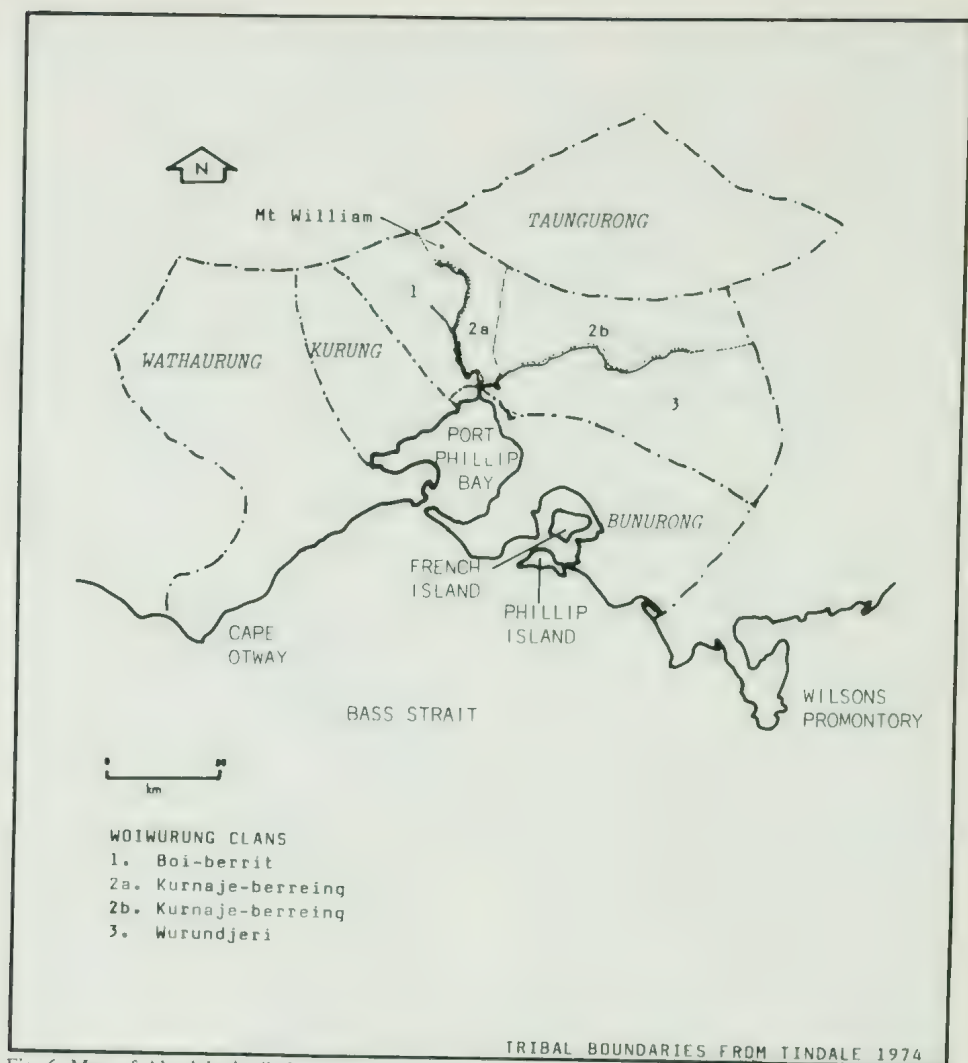 N
Mt William
TAUNGURONG
1
2a
2b
WATHAURUNG
KURUNG
3
PORT
PHILLIP
BAY
BUNURONG
FRENCH
ISLAND
PHILLIP
ISLAND
CAPE
OTWAY
WILSONS
PROMONTORY
BASS STRAIT
km
WOIWURUNG CLANS
1. Boi-berrit
2a. Kurnaje-berreing
2b. Kurnaje-berreing
3. Wurundjeri
TRIBAL BOUNDARIES FROM TINDALE 1974